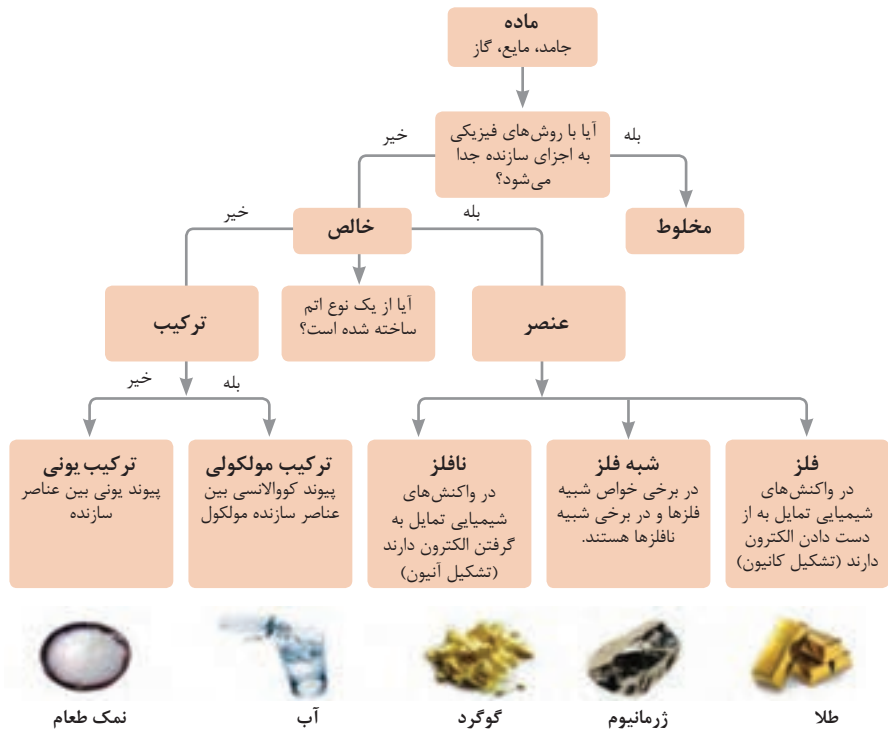 ماده
جامد، مایع، گاز
آیا با روش‌های فیزیکی
به اجزای سازنده جدا
می‌شود؟
بله
خیر
مخلوط
خالص
بله
خیر
عنصر
آیا از یک نوع اتم
ساخته شده است؟
ترکیب
بله
خیر
فلز
در واکنش‌های
شیمیایی تمایل به از
دست دادن الکترون
دارند (تشکیل کاتیون)
شبه فلز
در برخی خواص شبیه
فلزها و در برخی شبیه
نافلزها هستند.
نافلز
در واکنش‌های
شیمیایی تمایل به
گرفتن الکترون دارند
(تشکیل آنیون)
ترکیب مولکولی
پیوند کووالانسی بین
عناصر سازنده مولکول
ترکیب یونی
پیوند یونی بین عناصر
سازنده
طلا
ژرمانیوم
گوگرد
آب
نمک طعام